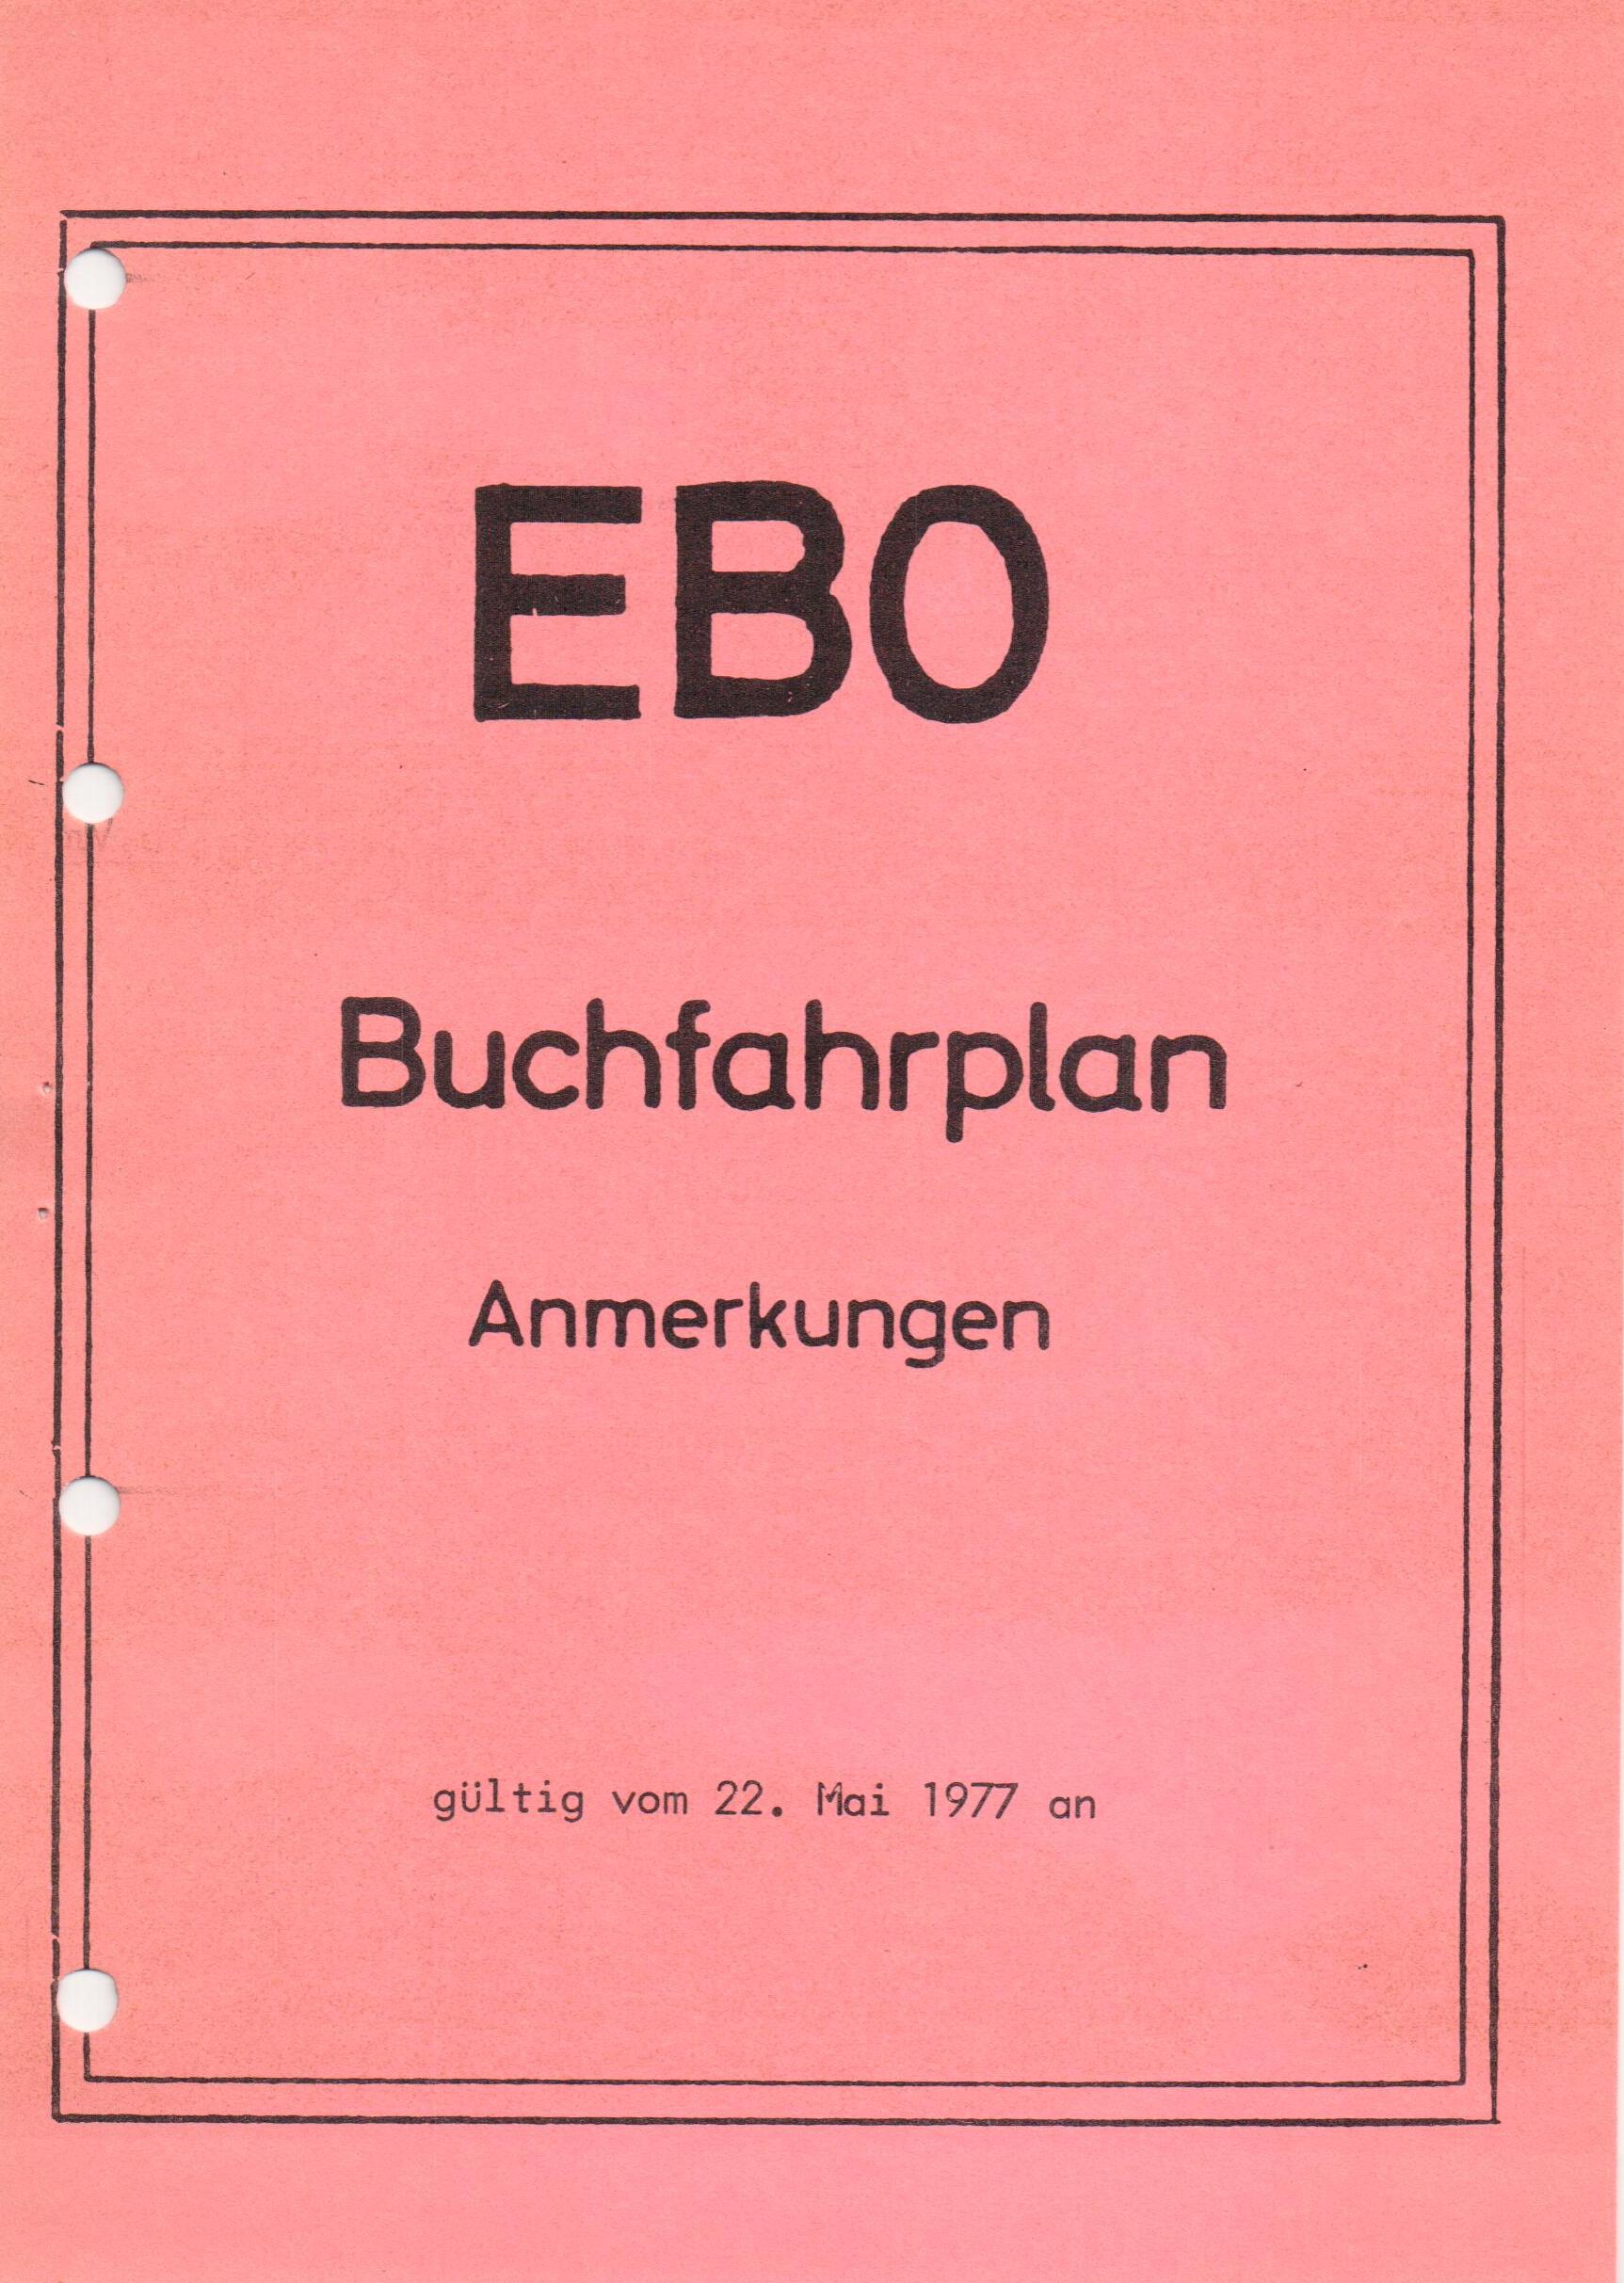 EBO
Buchfahrplan
Anmerkungen
gültig vom 22. Mai 1977 an